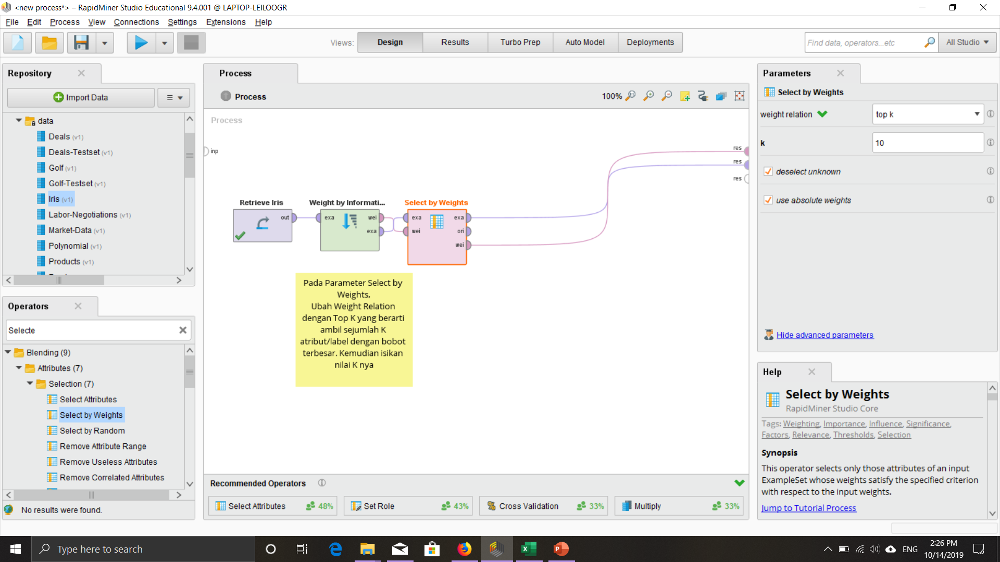 <new process*> – RapidMiner Studio Educational 9.4.001 @ LAPTOP-LEILOOGR
File Edit Process View Connections Settings Extensions Help
Views: Design Results Turbo Prep Auto Model Deployments
Find data, operators...etc
All Studio
Repository
Import Data
data
Deals (v1)
Deals-Testset (v1)
Golf (v1)
Golf-Testset (v1)
Iris (v1)
Labor-Negotiations (v1)
Market-Data (v1)
Polynomial (v1)
Products (v1)
Operators
Selecte
Blending (9)
Attributes (7)
Selection (7)
Select Attributes
Select by Weights
Select by Random
Remove Attribute Range
Remove Useless Attributes
Remove Correlated Attributes
No results were found.
Process
Process
100%
Process
inp
res
res
res
Retrieve Iris
out
Weight by Informati...
exa wei
exa
Select by Weights
exa exa
wei ori
wei
Pada Parameter Select by
Weights,
Ubah Weight Relation
dengan Top K yang berarti
ambil sejumlah K
atribut/label dengan bobot
terbesar. Kemudian isikan
nilai K nya
Recommended Operators
Select Attributes 48%
Set Role 43%
Cross Validation 33%
Multiply 33%
Parameters
Select by Weights
weight relation top k
k 10
deselect unknown
use absolute weights
Hide advanced parameters
Help
Select by Weights
RapidMiner Studio Core
Tags: Weighting, Importance, Influence, Significance,
Factors, Relevance, Thresholds, Selection
Synopsis
This operator selects only those attributes of an input
ExampleSet whose weights satisfy the specified criterion
with respect to the input weights.
Jump to Tutorial Process
Type here to search
ENG
2:26 PM
10/14/2019